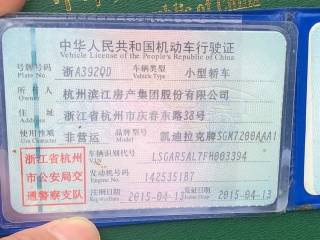 中华人民共和国机动车行驶证
Vehicle License of the People's Republic of China
号牌号码 浙A392QD 车辆类型 小型轿车
Plate No. Vehicle Type
所有人 杭州滨江房产集团股份有限公司
Owner
住址 浙江省杭州市庆春东路38号
Address
使用性质 非营运 品牌型号 凯迪拉克牌SGM7200AAA1
Use Character Model
浙江省杭州
市公安局交
通警察支队
车辆识别代号 LSGAR5AL7FH003394
VIN
发动机号码 142535187
Engine No.
注册日期 2015-04-13 发证日期 2015-04-13
Register Date Issue Date